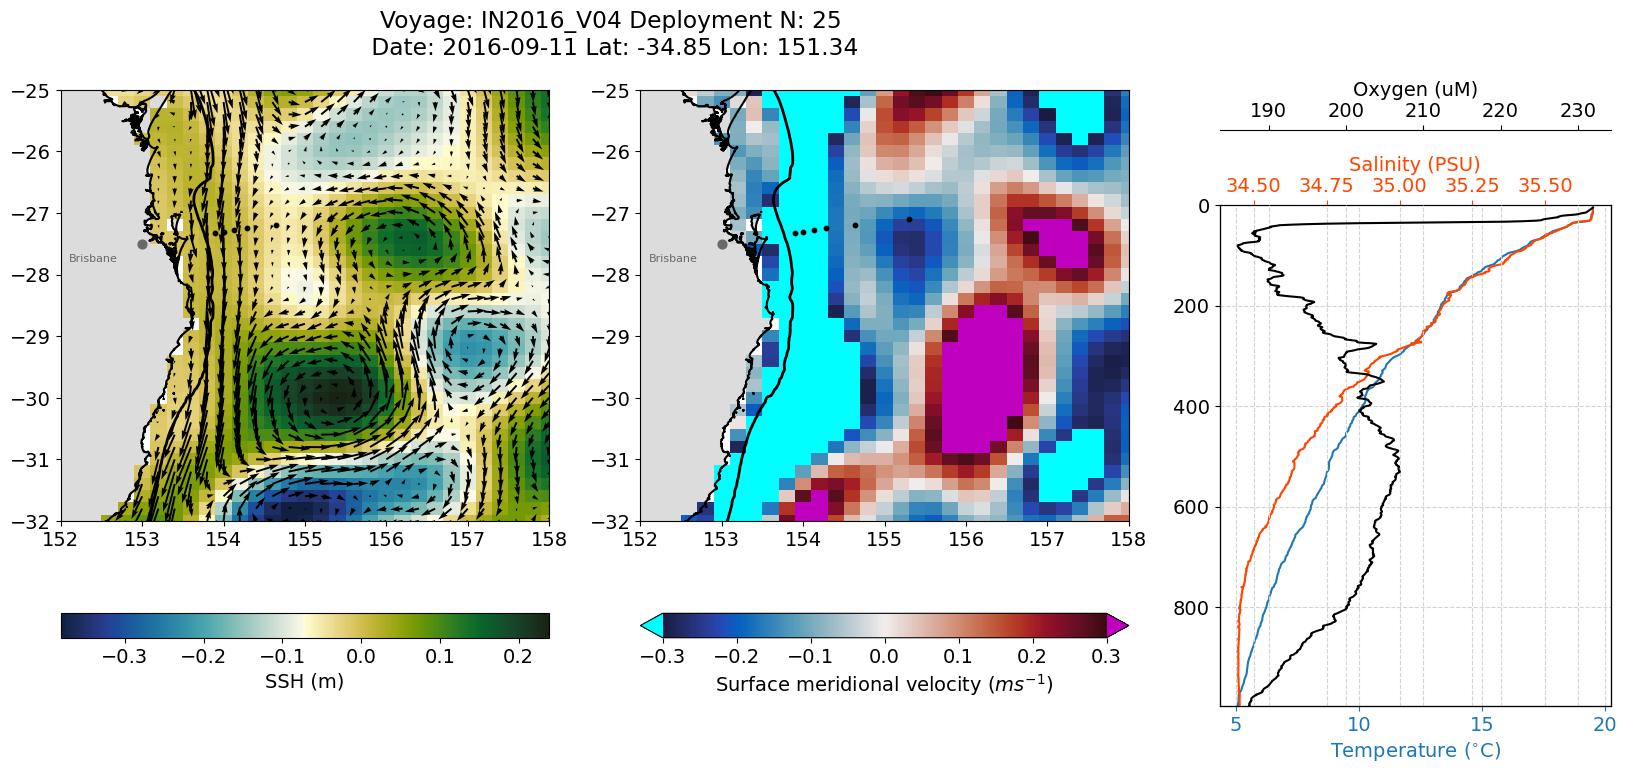 Voyage: IN2016_V04 Deployment N: 25
Date: 2016-09-11 Lat: -34.85 Lon: 151.34
−25
−26
−27
−28
−29
−30
−31
−32
Brisbane
152 153 154 155 156 157 158
−0.3 −0.2 −0.1 0.0 0.1 0.2
SSH (m)
−25
−26
−27
−28
−29
−30
−31
−32
Brisbane
152 153 154 155 156 157 158
−0.3 −0.2 −0.1 0.0 0.1 0.2 0.3
Surface meridional velocity (ms⁻¹)
Oxygen (uM)
190 200 210 220 230
Salinity (PSU)
34.50 34.75 35.00 35.25 35.50
0
200
400
600
800
5 10 15 20
Temperature (°C)